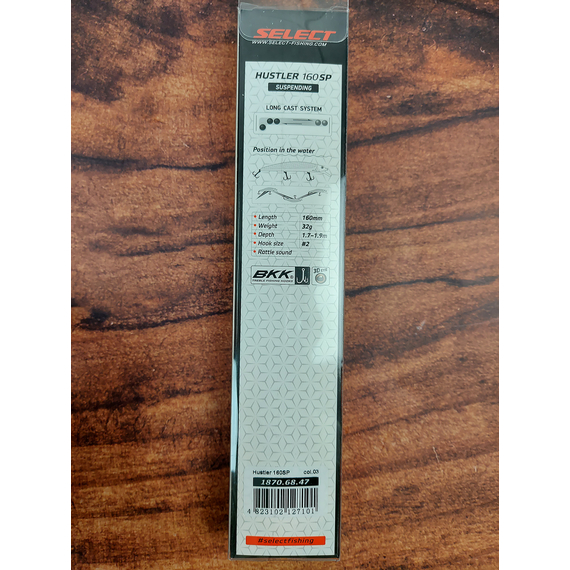 SELECT
WWW.SELECT-FISHING.COM
HUSTLER 160SP
SUSPENDING
LONG CAST SYSTEM
Position in the water
Length 160mm
Weight 32g
Depth 1.7-1.9m
Hook size #2
Rattle sound
BKK
Hustler 160SP col.03
1870.68.47
4 823102 127101
#selectfishing